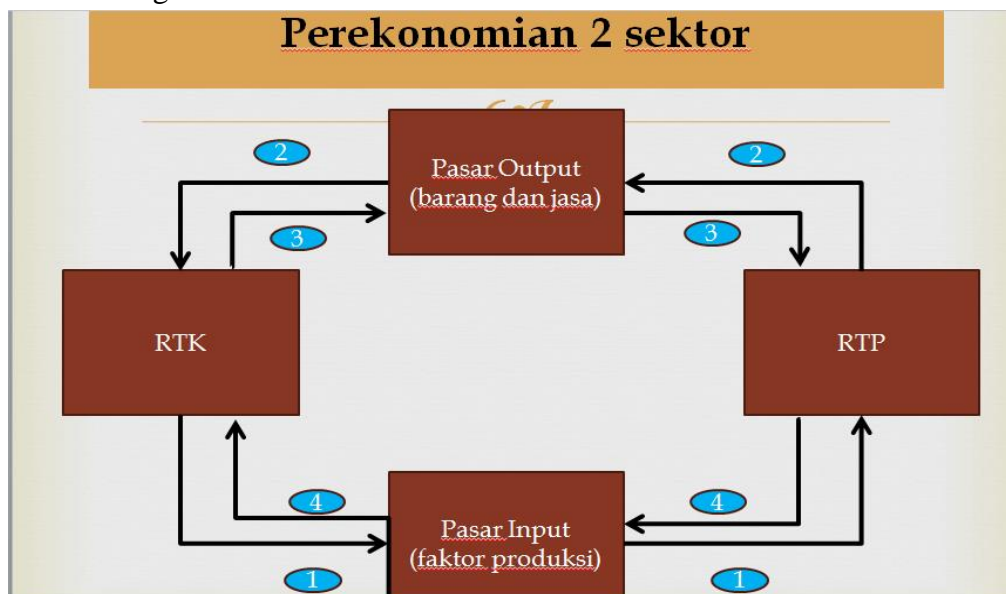 Perekonomian 2 sektor
2
Pasar Output
(barang dan jasa)
2
3
3
RTK
RTP
4
Pasar Input
(faktor produksi)
4
1
1